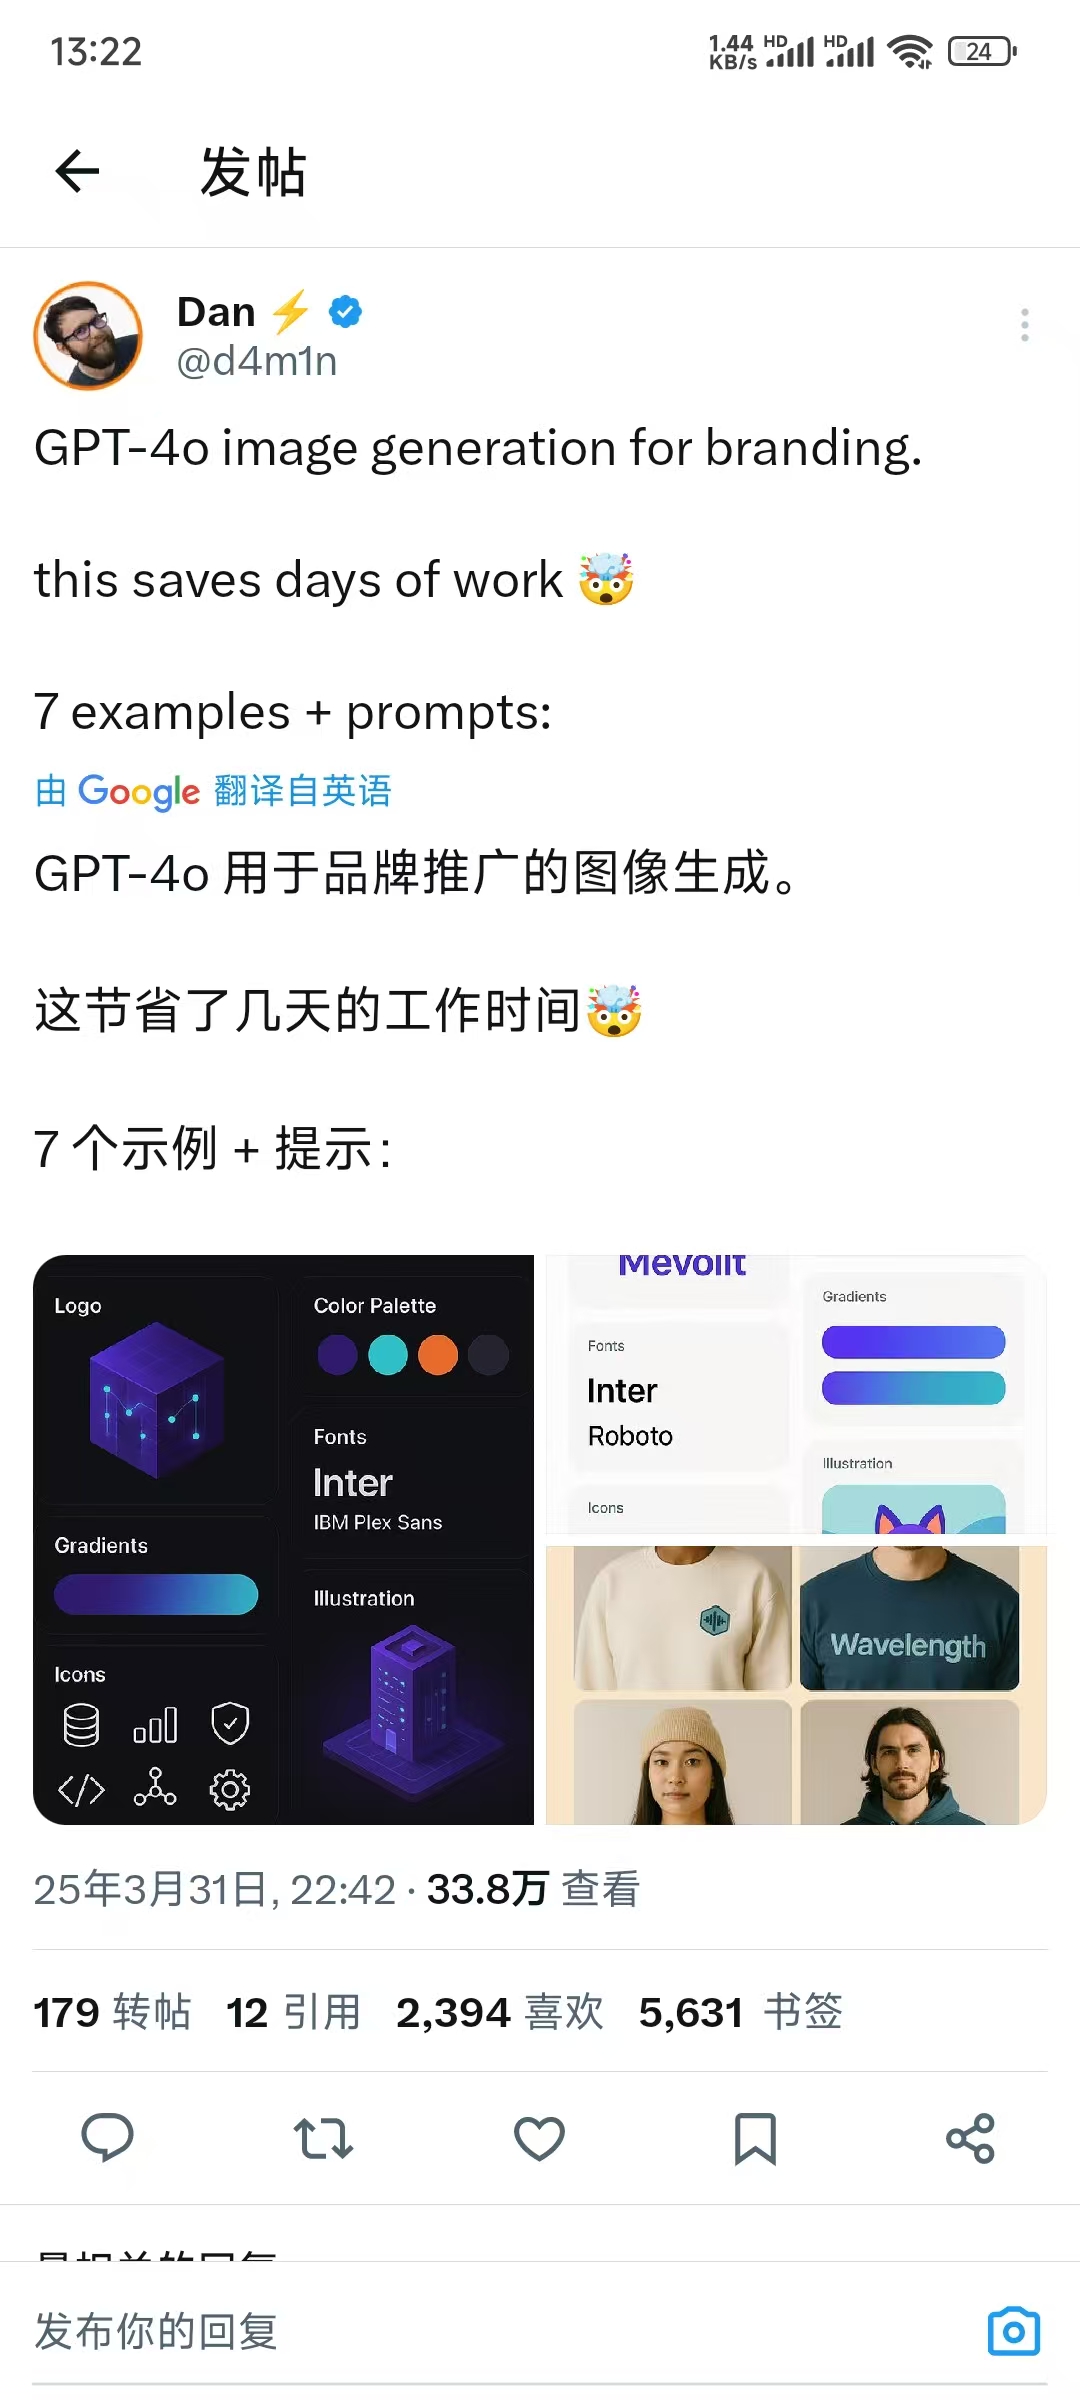 13:22
1.44 KB/s HD HD 24
发帖
Dan ⚡
@d4m1n
GPT-4o image generation for branding.
this saves days of work 🤯
7 examples + prompts:
由 Google 翻译自英语
GPT-4o 用于品牌推广的图像生成。
这节省了几天的工作时间🤯
7 个示例 + 提示:
Logo
Color Palette
Fonts
Inter
IBM Plex Sans
Gradients
Illustration
Icons
Mevolit
Gradients
Fonts
Inter
Roboto
Illustration
Icons
Wavelength
25年3月31日, 22:42 · 33.8万 查看
179 转帖 12 引用 2,394 喜欢 5,631 书签
发布你的回复